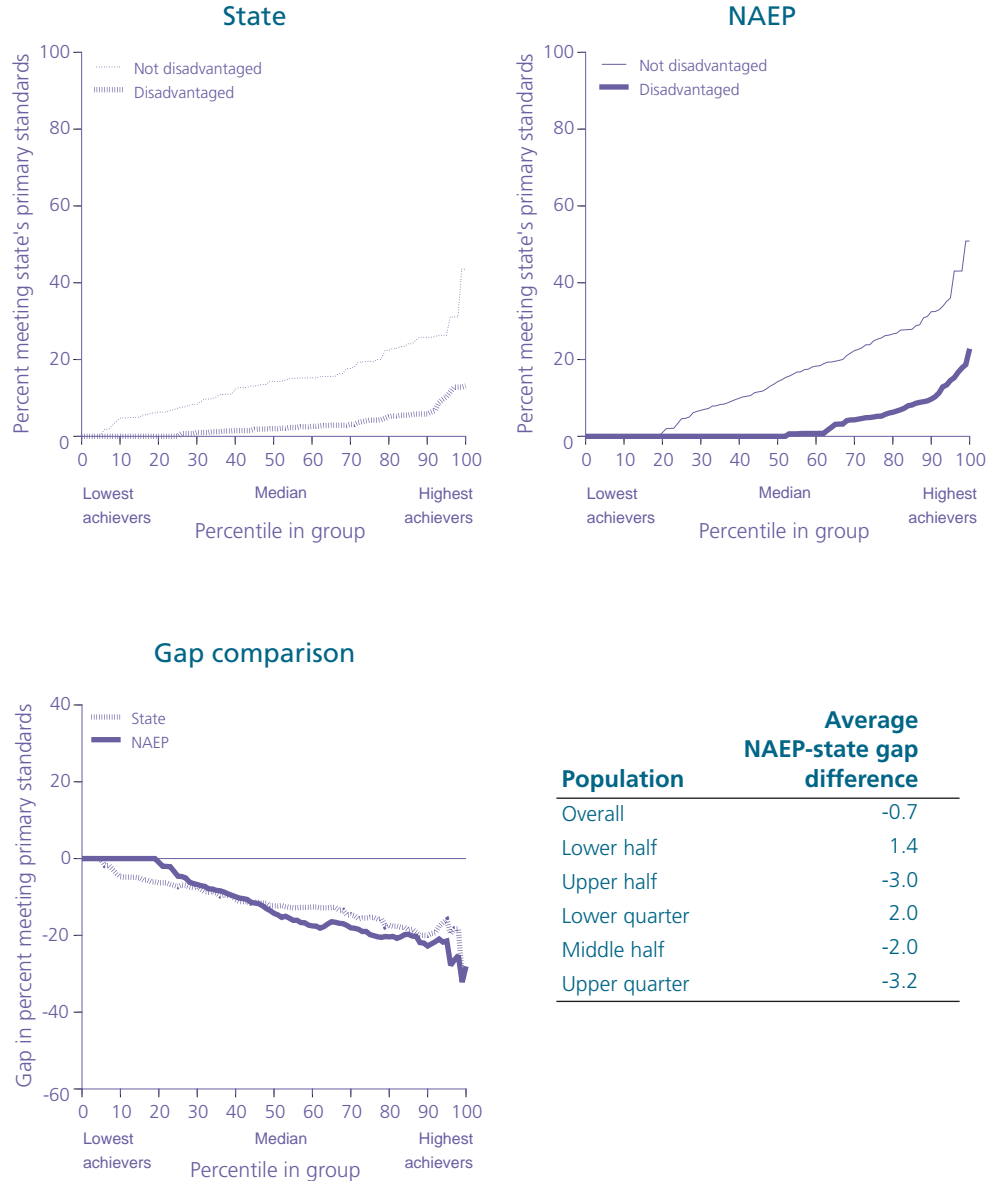 State
Percent meeting state's primary standards
100
80
60
40
20
0
Not disadvantaged
Disadvantaged
0 10 20 30 40 50 60 70 80 90 100
Lowest achievers
Median
Highest achievers
Percentile in group
NAEP
Percent meeting state's primary standards
100
80
60
40
20
0
Not disadvantaged
Disadvantaged
0 10 20 30 40 50 60 70 80 90 100
Lowest achievers
Median
Highest achievers
Percentile in group
Gap comparison
Gap in percent meeting primary standards
40
20
0
-20
-40
-60
State
NAEP
0 10 20 30 40 50 60 70 80 90 100
Lowest achievers
Median
Highest achievers
Percentile in group
Average
NAEP-state gap
Population difference
Overall -0.7
Lower half 1.4
Upper half -3.0
Lower quarter 2.0
Middle half -2.0
Upper quarter -3.2